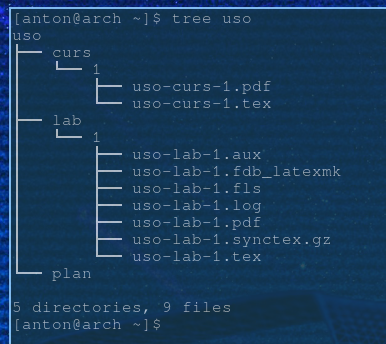 [anton@arch ~]$ tree uso
uso
├── curs
│   └── 1
│       ├── uso-curs-1.pdf
│       └── uso-curs-1.tex
├── lab
│   └── 1
│       ├── uso-lab-1.aux
│       ├── uso-lab-1.fdb_latexmk
│       ├── uso-lab-1.fls
│       ├── uso-lab-1.log
│       ├── uso-lab-1.pdf
│       ├── uso-lab-1.synctex.gz
│       └── uso-lab-1.tex
└── plan
5 directories, 9 files
[anton@arch ~]$